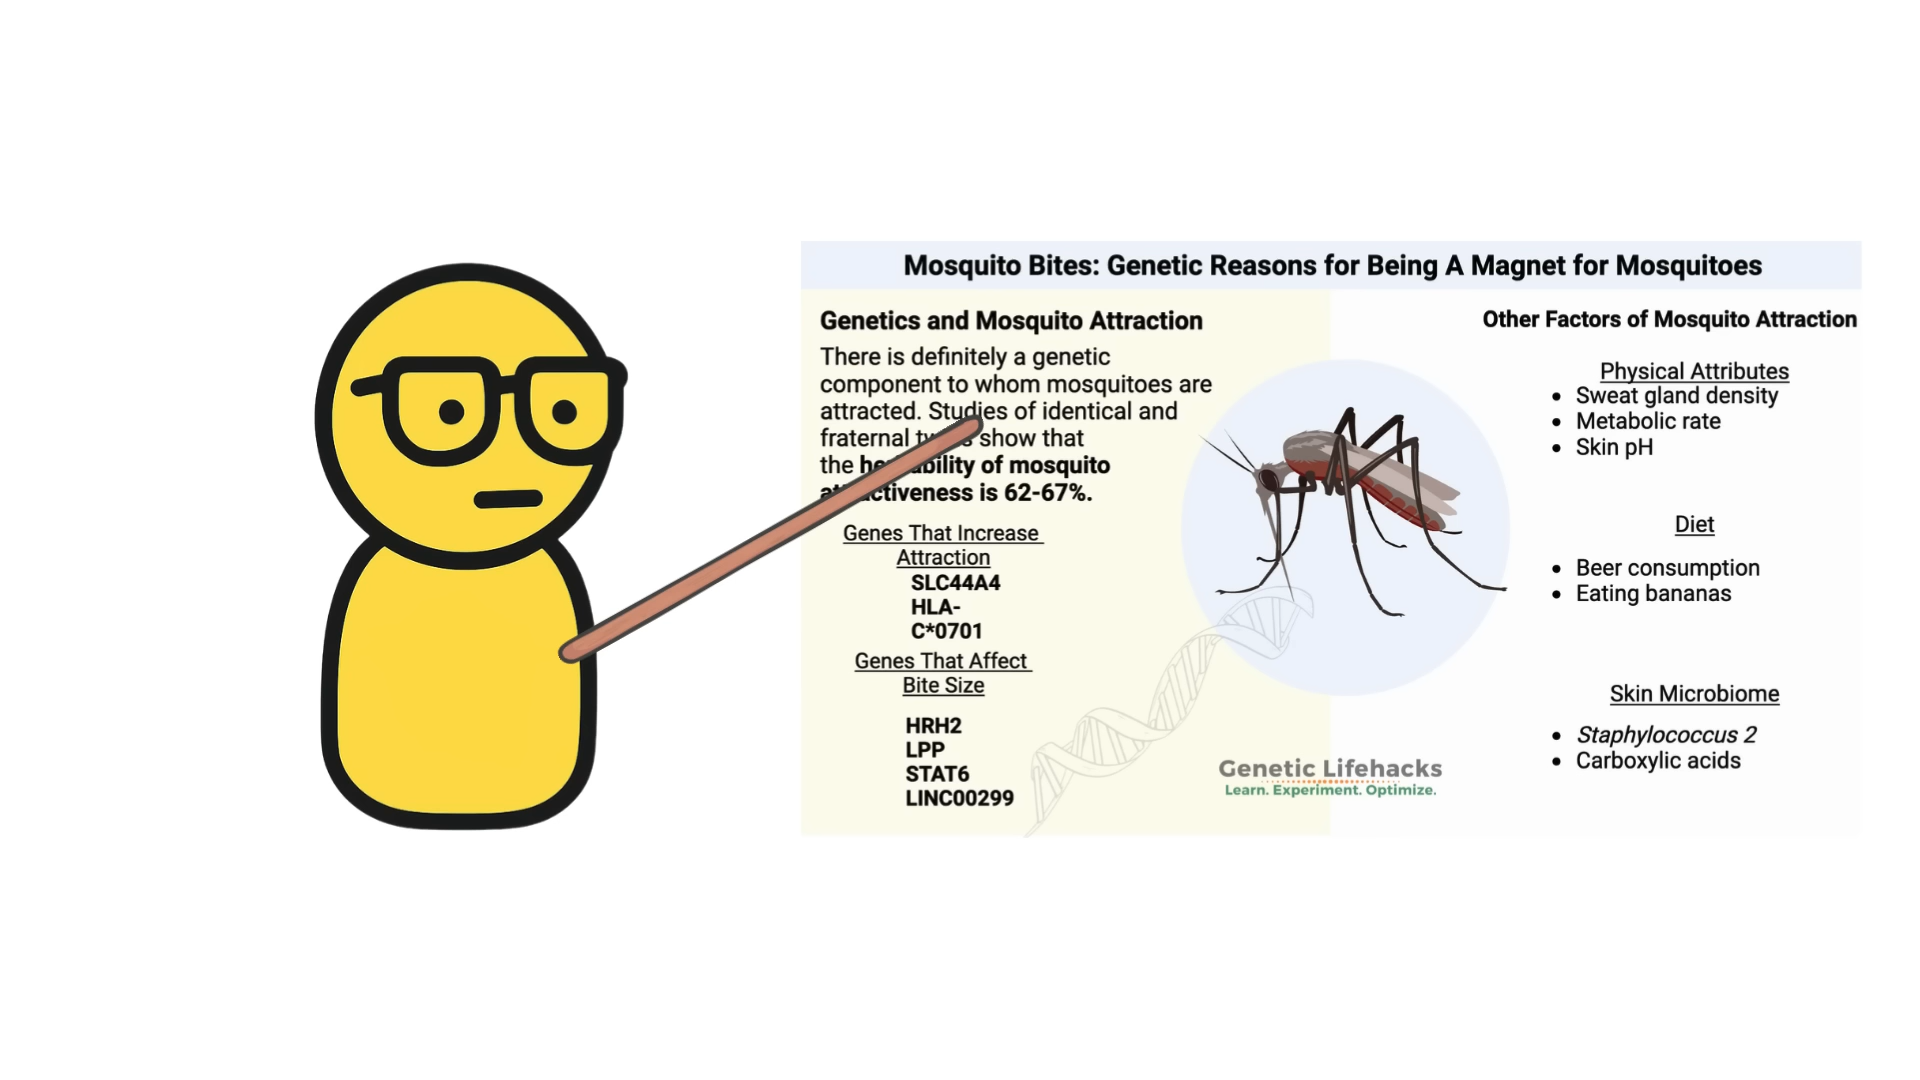 Mosquito Bites: Genetic Reasons for Being A Magnet for Mosquitoes
Genetics and Mosquito Attraction
There is definitely a genetic
component to whom mosquitoes are
attracted. Studies of identical and
fraternal show that
the of mosquito
is 62-67%.
Genes That Increase
Attraction
SLC44A4
HLA-
C*0701
Genes That Affect
Bite Size
HRH2
LPP
STAT6
LINC00299
Other Factors of Mosquito Attraction
Physical Attributes
• Sweat gland density
• Metabolic rate
• Skin pH
Diet
• Beer consumption
• Eating bananas
Skin Microbiome
• Staphylococcus 2
• Carboxylic acids
Genetic Lifehacks
Learn. Experiment. Optimize.